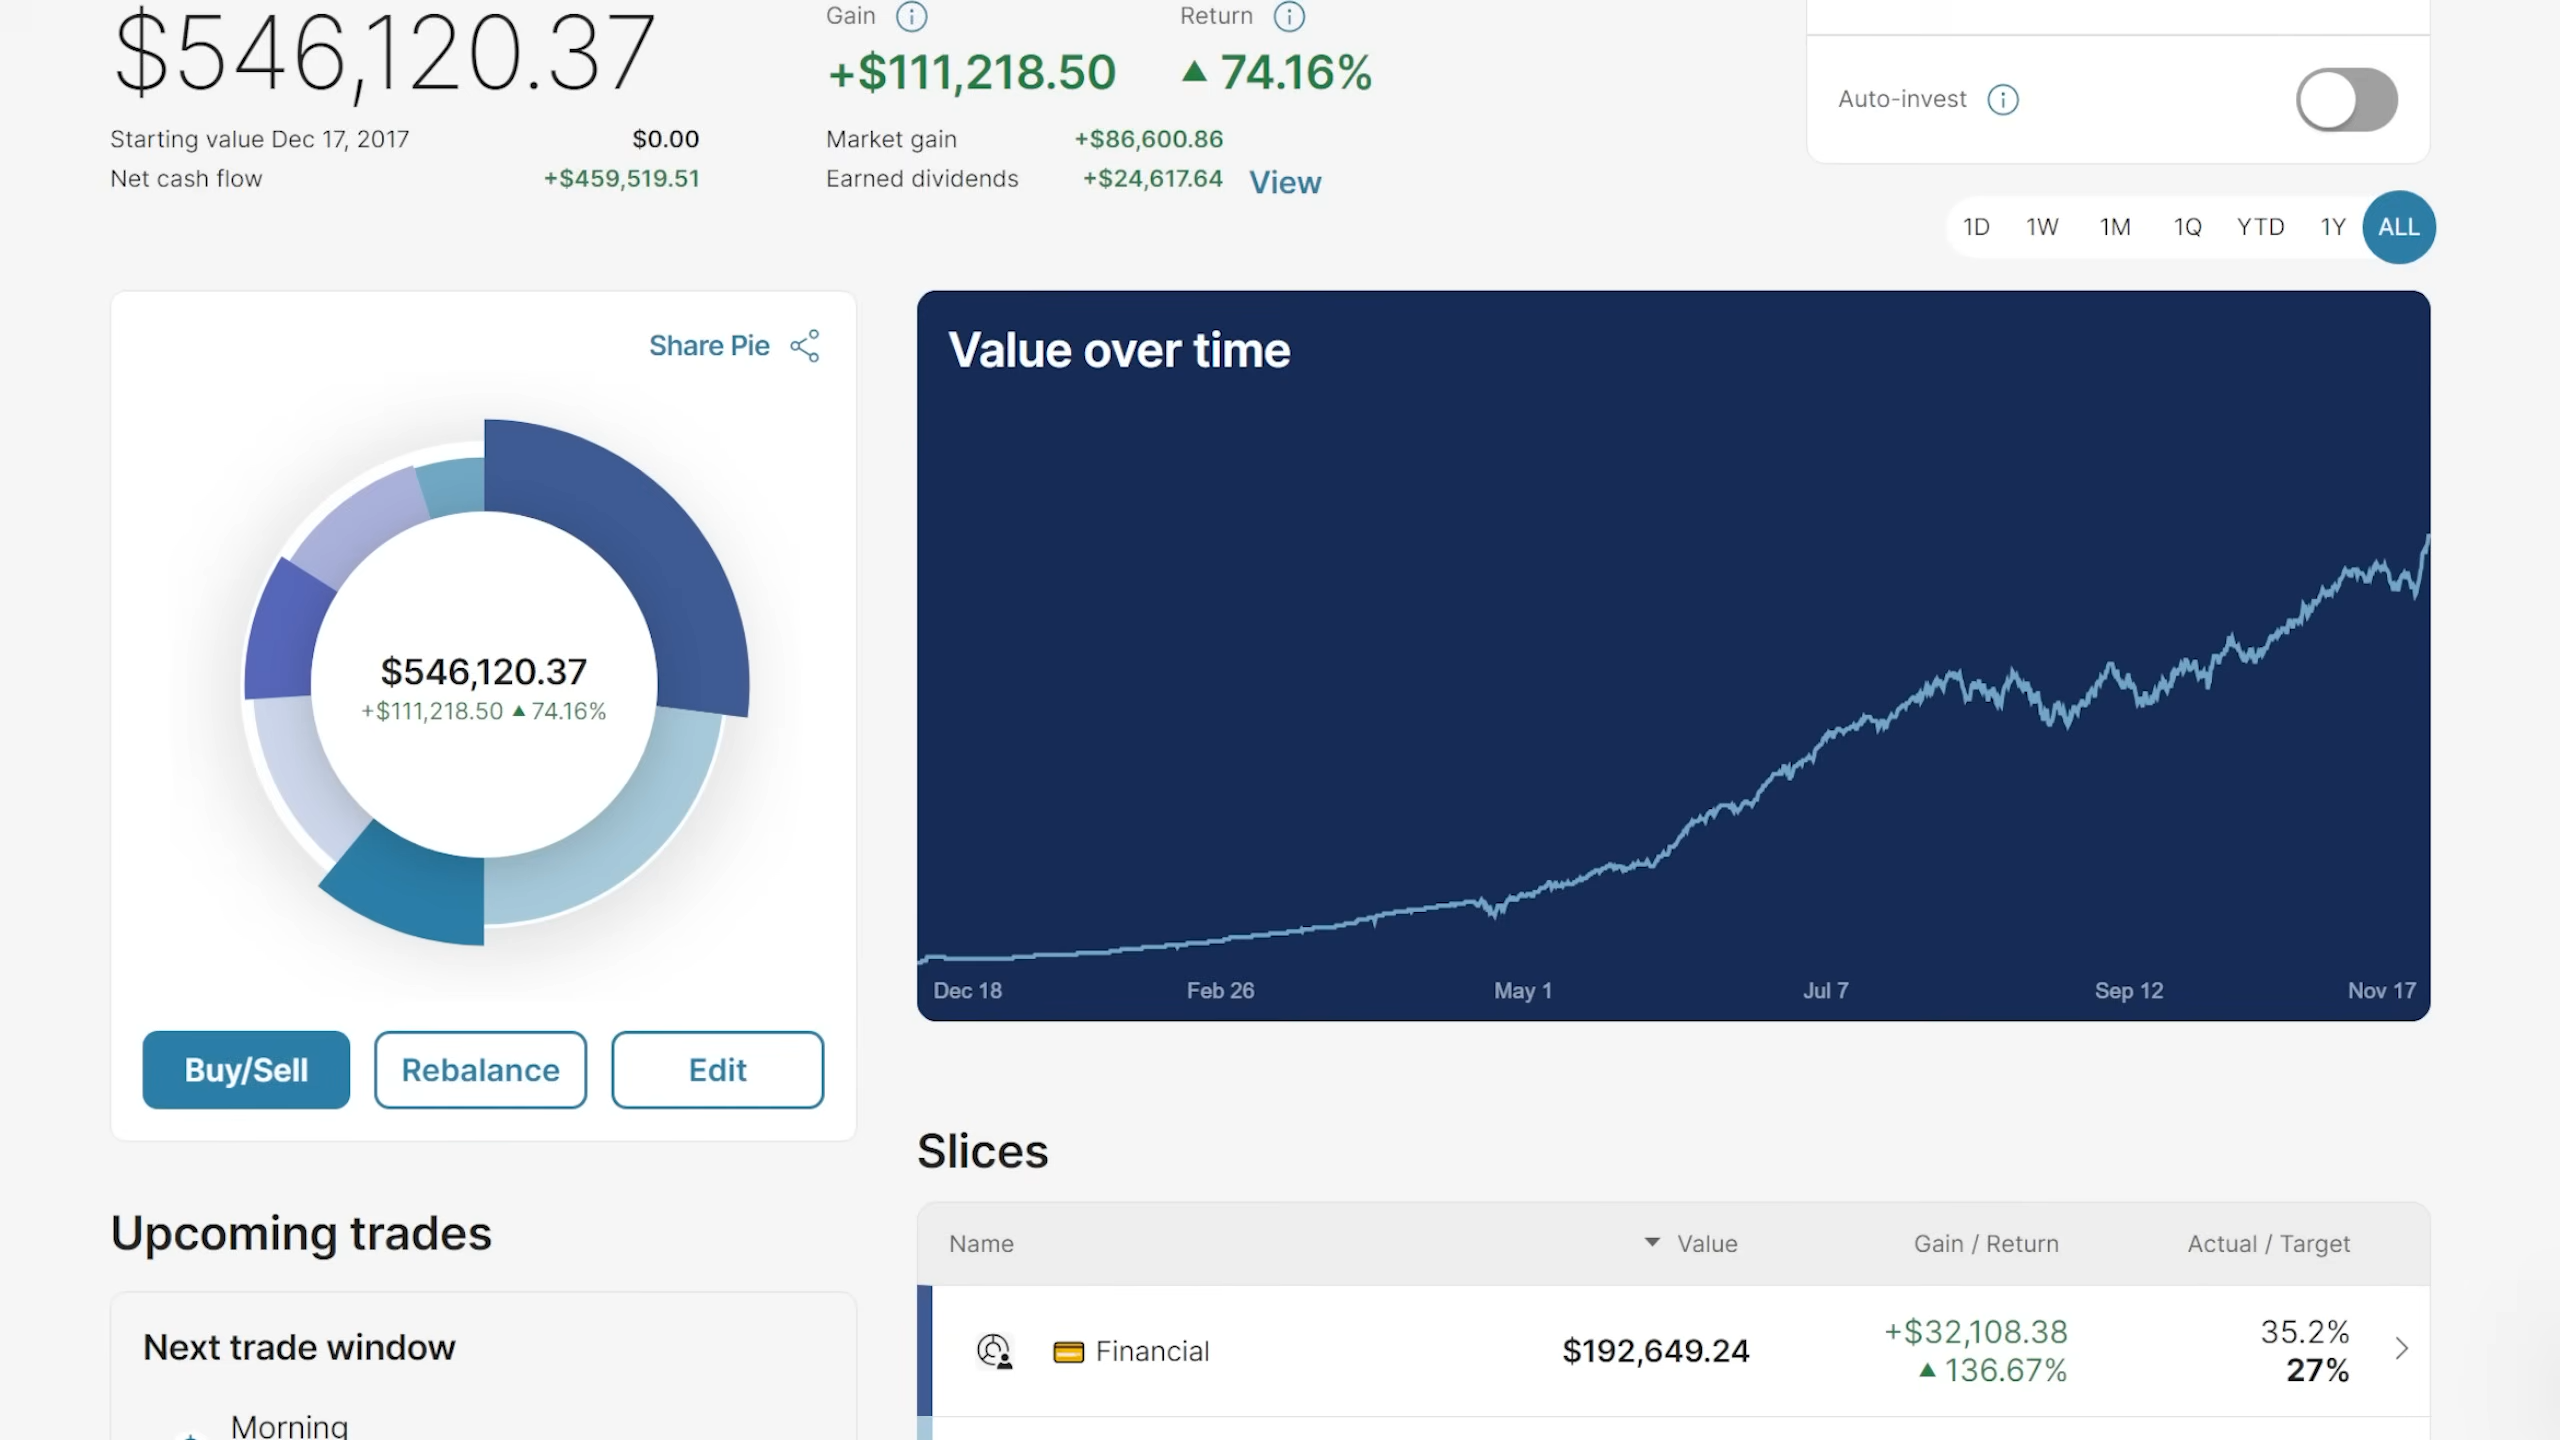 $546,120.37
Starting value Dec 17, 2017 $0.00
Net cash flow +$459,519.51
Gain Return
+$111,218.50 ▲ 74.16%
Market gain +$86,600.86
Earned dividends +$24,617.64 View
Auto-invest
1D 1W 1M 1Q YTD 1Y ALL
Share Pie
$546,120.37
+$111,218.50 ▲ 74.16%
Buy/Sell Rebalance Edit
Value over time
Dec 18 Feb 26 May 1 Jul 7 Sep 12 Nov 17
Upcoming trades
Next trade window
Morning
Slices
Name Value Gain / Return Actual / Target
Financial $192,649.24 +$32,108.38 35.2%
▲ 136.67% 27%